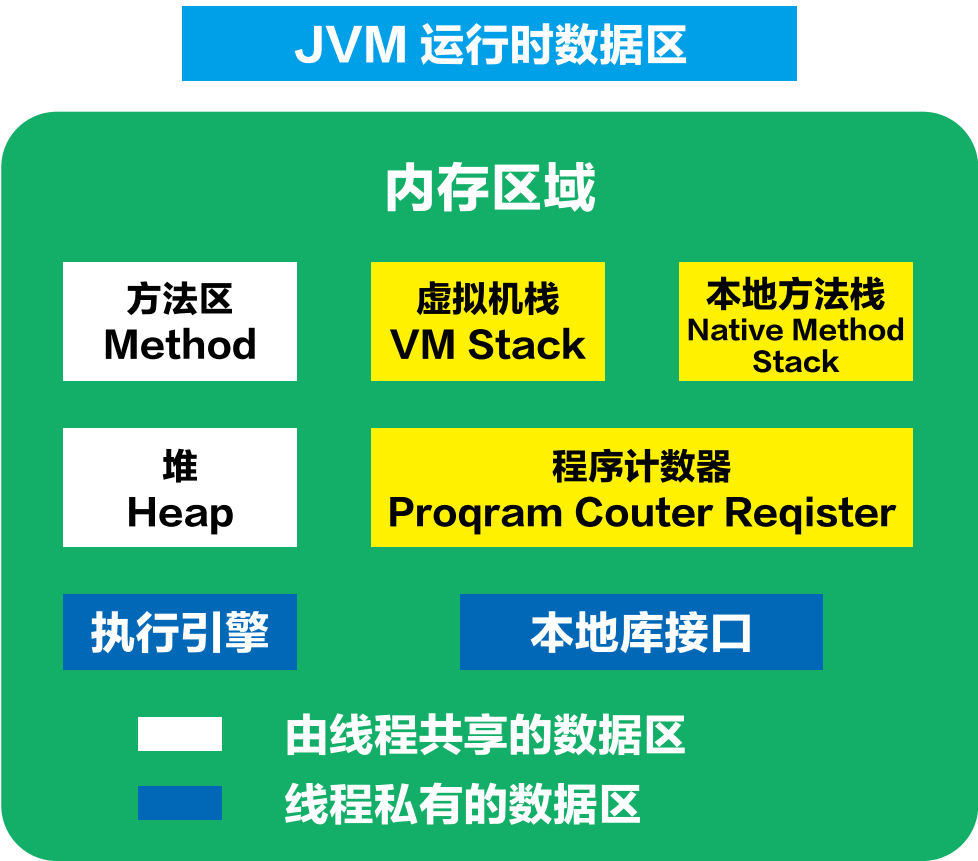 JVM 运行时数据区
内存区域
方法区
Method
虚拟机栈
VM Stack
本地方法栈
Native Method
Stack
堆
Heap
程序计数器
Proqram Couter Reqister
执行引擎
本地库接口
由线程共享的数据区
线程私有的数据区